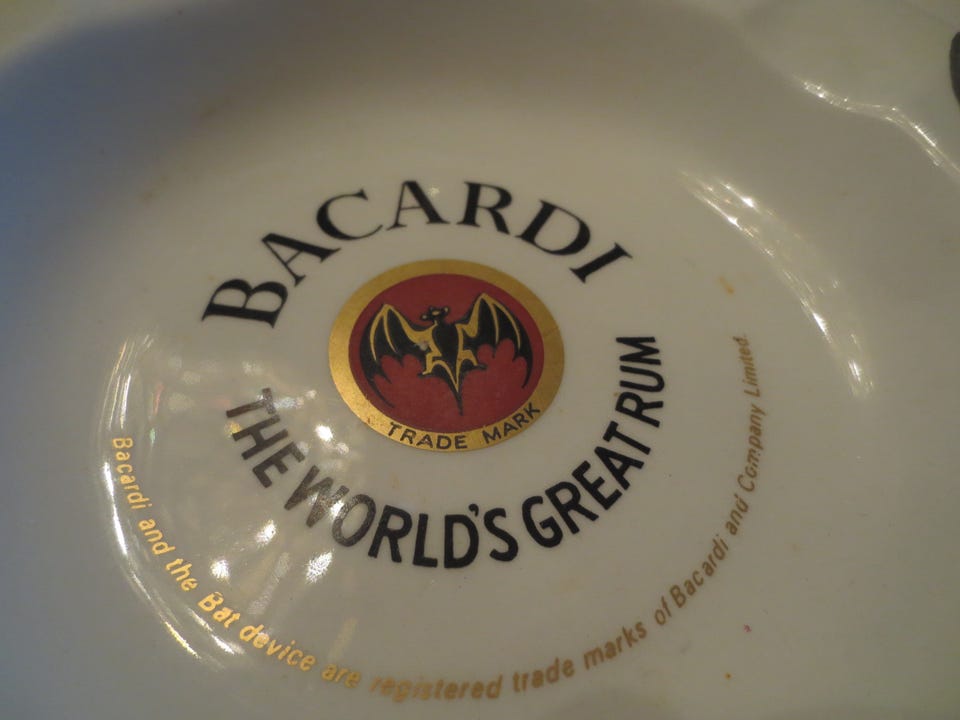 BACARDI
TRADE MARK
THE WORLD'S GREAT RUM
Bacardi and the Bat device are registered trade marks of Bacardi and Company Limited.